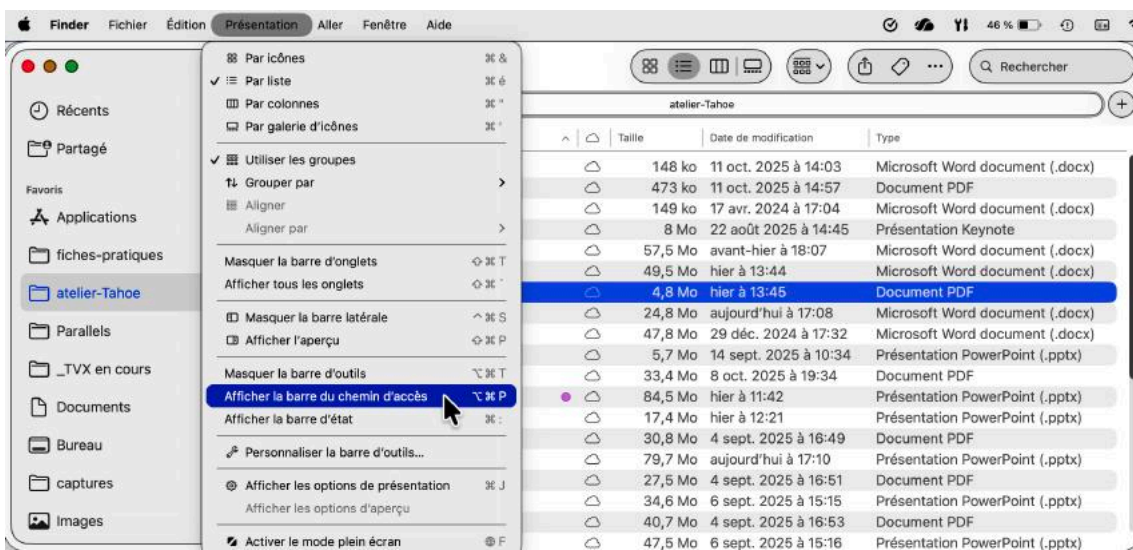 Finder Fichier Édition Présentation Aller Fenêtre Aide 46 %
Par icônes ⌘ &
Par liste ⌘ é
Par colonnes ⌘ "
Par galerie d'icônes ⌘ '
Utiliser les groupes
Grouper par
Aligner
Aligner par
Masquer la barre d'onglets ⇧ ⌘ T
Afficher tous les onglets ⇧ ⌘ `
Masquer la barre latérale ^ ⌘ S
Afficher l'aperçu ⇧ ⌘ P
Masquer la barre d'outils ⌥ ⌘ T
Afficher la barre du chemin d'accès ⌥ ⌘ P
Afficher la barre d'état ⌘ :
Personnaliser la barre d'outils...
Afficher les options de présentation ⌘ J
Afficher les options d'aperçu
Activer le mode plein écran F
Récents
Partagé
Favoris
Applications
fiches-pratiques
atelier-Tahoe
Parallels
_TVX en cours
Documents
Bureau
captures
Images
Rechercher
atelier-Tahoe
Taille Date de modification Type
148 ko 11 oct. 2025 à 14:03 Microsoft Word document (.docx)
473 ko 11 oct. 2025 à 14:57 Document PDF
149 ko 17 avr. 2024 à 17:04 Microsoft Word document (.docx)
8 Mo 22 août 2025 à 14:45 Présentation Keynote
57,5 Mo avant-hier à 18:07 Microsoft Word document (.docx)
49,5 Mo hier à 13:44 Microsoft Word document (.docx)
4,8 Mo hier à 13:45 Document PDF
24,8 Mo aujourd'hui à 17:08 Microsoft Word document (.docx)
47,8 Mo 29 déc. 2024 à 17:32 Microsoft Word document (.docx)
5,7 Mo 14 sept. 2025 à 10:34 Présentation PowerPoint (.pptx)
33,4 Mo 8 oct. 2025 à 19:34 Document PDF
84,5 Mo hier à 11:42 Présentation PowerPoint (.pptx)
17,4 Mo hier à 12:21 Présentation PowerPoint (.pptx)
30,8 Mo 4 sept. 2025 à 16:49 Document PDF
79,7 Mo aujourd'hui à 17:10 Présentation PowerPoint (.pptx)
27,5 Mo 4 sept. 2025 à 16:51 Document PDF
34,6 Mo 6 sept. 2025 à 15:15 Présentation PowerPoint (.pptx)
40,7 Mo 4 sept. 2025 à 16:53 Document PDF
47,5 Mo 6 sept. 2025 à 15:16 Présentation PowerPoint (.pptx)